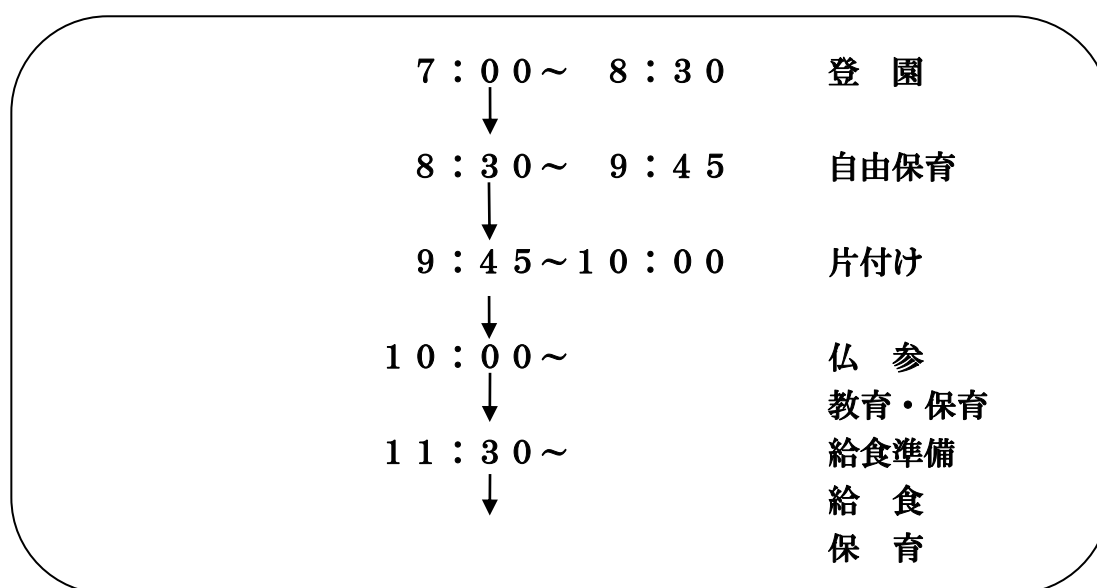 7：00～ 8：30 登 園
8：30～ 9：45 自由保育
9：45～10：00 片付け
10：00～ 仏 参
教育・保育
11：30～ 給食準備
給 食
保 育